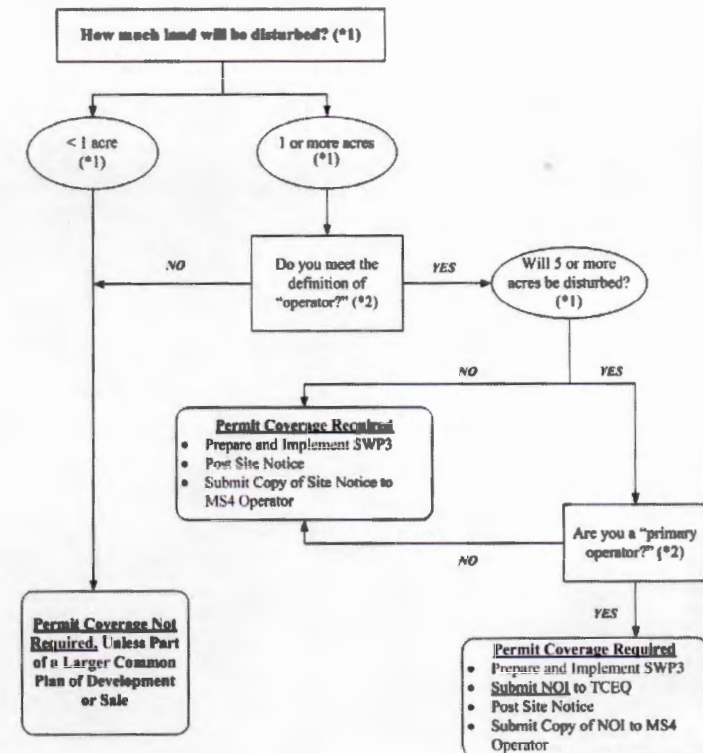 How much land will be disturbed? (*1)
< 1 acre
(*1)
1 or more acres
(*1)
NO
Do you meet the
definition of
“operator?” (*2)
YES
Will 5 or more
acres be disturbed?
(*1)
NO
YES
Permit Coverage Required
• Prepare and Implement SWP3
• Post Site Notice
• Submit Copy of Site Notice to
MS4 Operator
Are you a “primary
operator?” (*2)
NO
YES
Permit Coverage Not
Required, Unless Part
of a Larger Common
Plan of Development
or Sale
Permit Coverage Required
• Prepare and Implement SWP3
• Submit NOI to TCEQ
• Post Site Notice
• Submit Copy of NOI to MS4
Operator